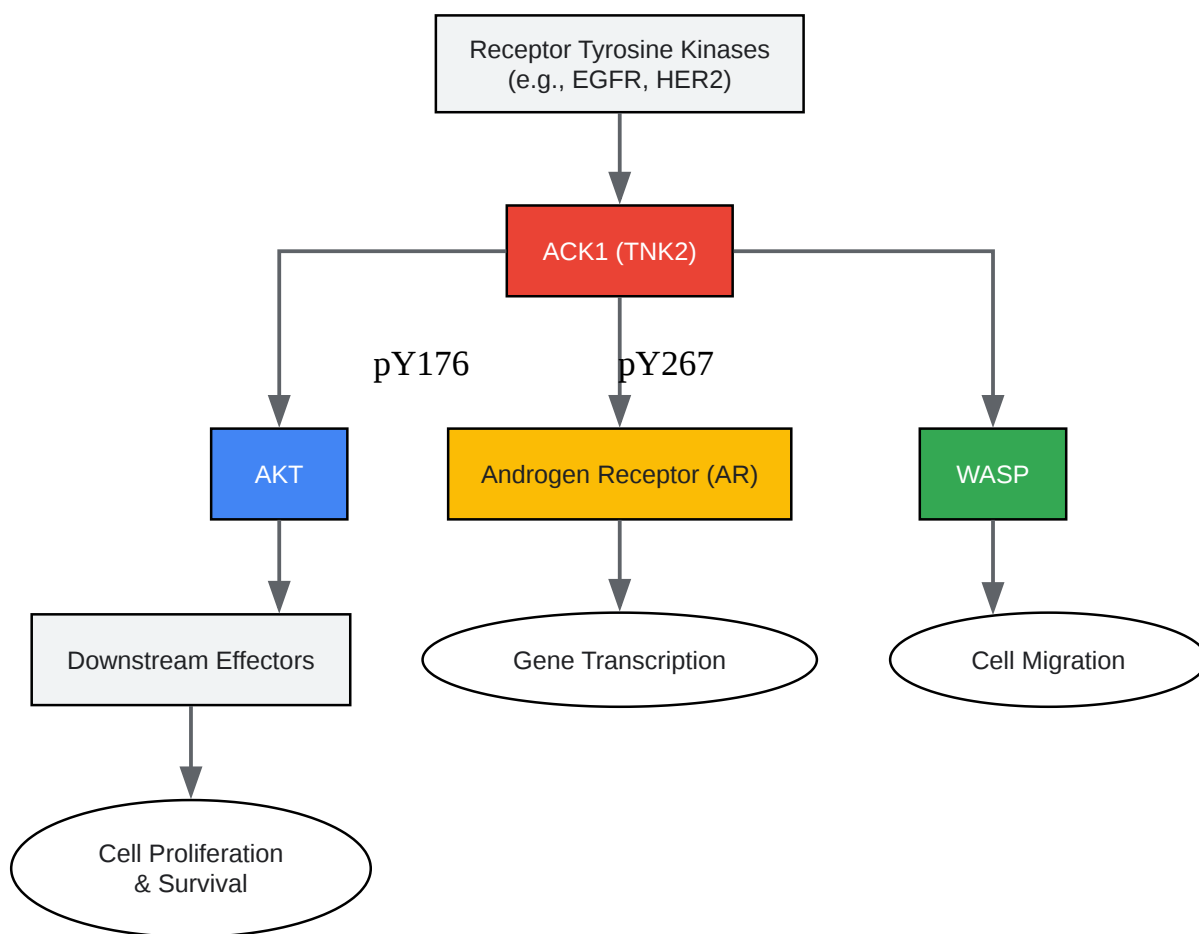 Receptor Tyrosine Kinases
(e.g., EGFR, HER2)
ACK1 (TNK2)
pY176
pY267
AKT
Androgen Receptor (AR)
WASP
Downstream Effectors
Gene Transcription
Cell Migration
Cell Proliferation
& Survival